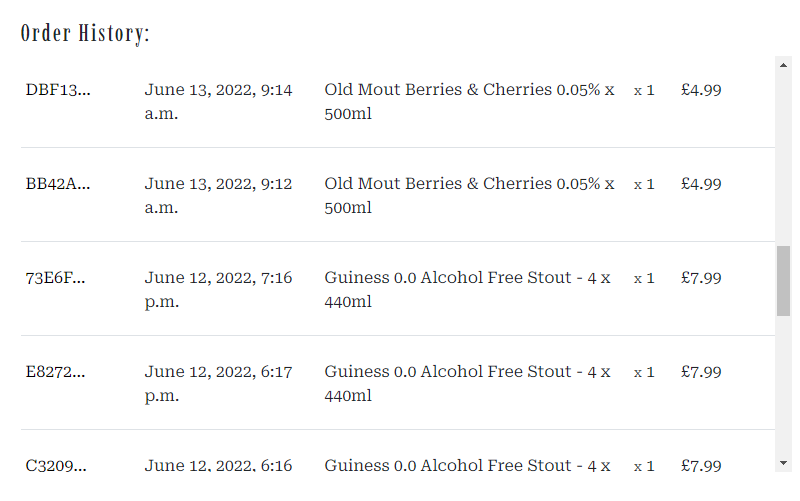 Order History:
DBF13... June 13, 2022, 9:14 Old Mout Berries & Cherries 0.05% x x 1 £4.99
a.m. 500ml
BB42A... June 13, 2022, 9:12 Old Mout Berries & Cherries 0.05% x x 1 £4.99
a.m. 500ml
73E6F... June 12, 2022, 7:16 Guiness 0.0 Alcohol Free Stout - 4 x x 1 £7.99
p.m. 440ml
E8272... June 12, 2022, 6:17 Guiness 0.0 Alcohol Free Stout - 4 x x 1 £7.99
p.m. 440ml
C3209... June 12, 2022, 6:16 Guiness 0.0 Alcohol Free Stout - 4 x x 1 £7.99